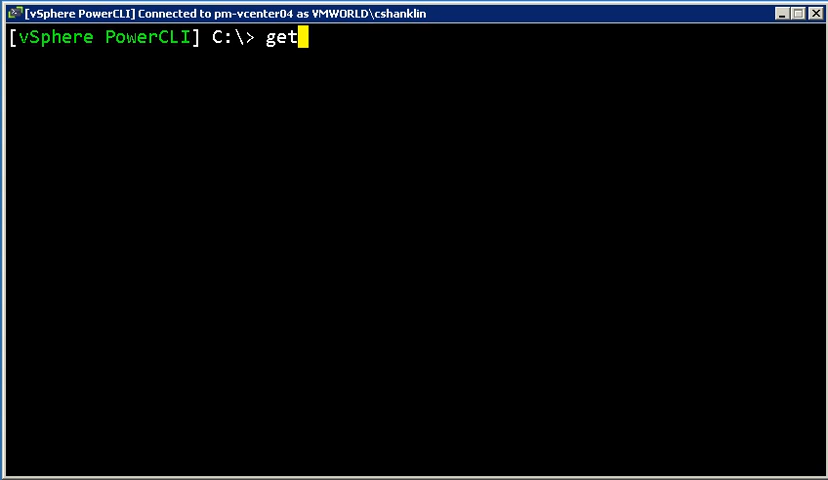 [vSphere PowerCLI] Connected to pm-vcenter04 as VMWORLD\cshanklin
[vSphere PowerCLI] C:\> get